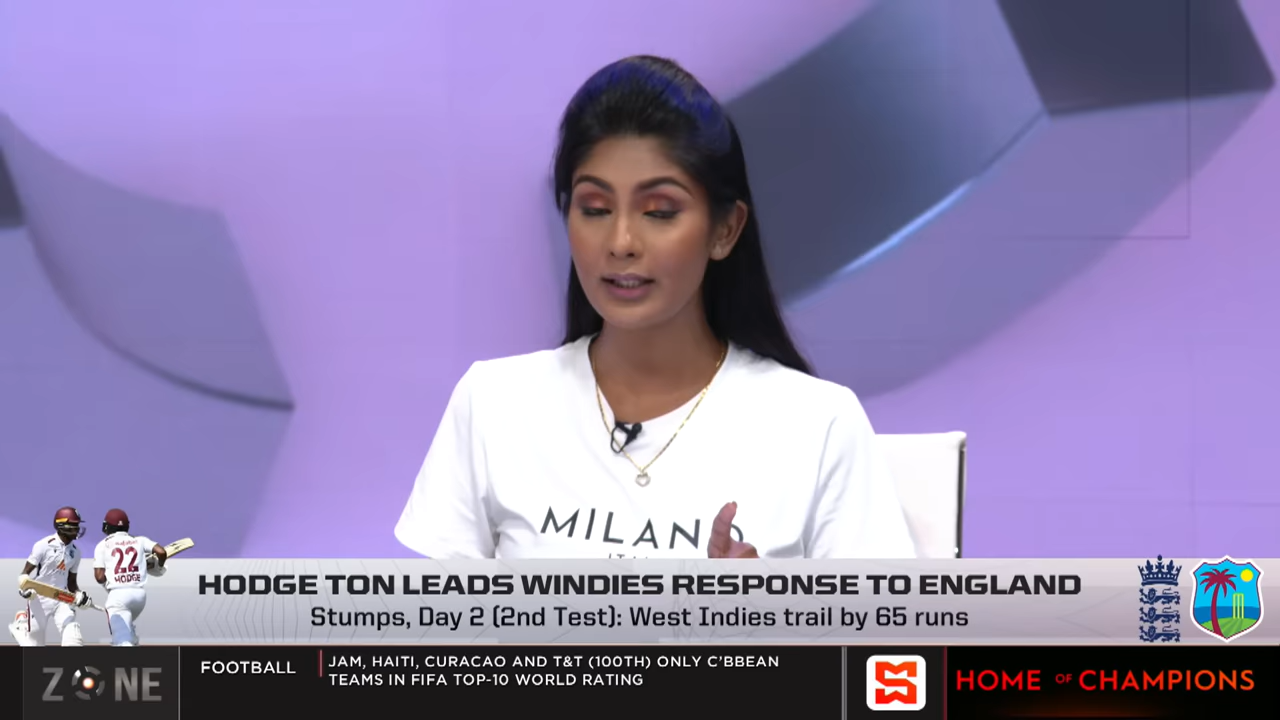 MILANO
22
HODGE
HODGE TON LEADS WINDIES RESPONSE TO ENGLAND
Stumps, Day 2 (2nd Test): West Indies trail by 65 runs
ZONE
FOOTBALL
JAM, HAITI, CURACAO AND T&T (100TH) ONLY C'BBEAN
TEAMS IN FIFA TOP-10 WORLD RATING
HOME OF CHAMPIONS